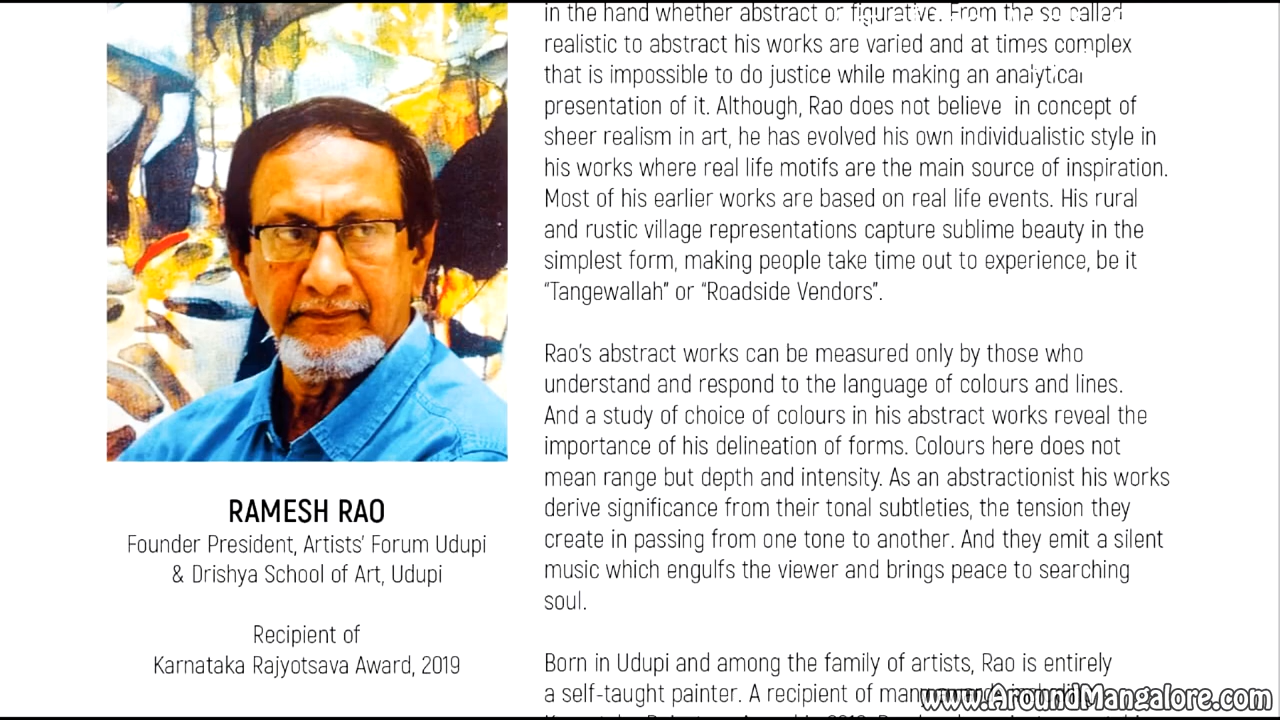 in the hand whether abstract or figurative. From the so called
realistic to abstract his works are varied and at times complex
that is impossible to do justice while making an analytical
presentation of it. Although, Rao does not believe in concept of
sheer realism in art, he has evolved his own individualistic style in
his works where real life motifs are the main source of inspiration.
Most of his earlier works are based on real life events. His rural
and rustic village representations capture sublime beauty in the
simplest form, making people take time out to experience, be it
“Tangewallah” or “Roadside Vendors”.
Rao’s abstract works can be measured only by those who
understand and respond to the language of colours and lines.
And a study of choice of colours in his abstract works reveal the
importance of his delineation of forms. Colours here does not
mean range but depth and intensity. As an abstractionist his works
derive significance from their tonal subtleties, the tension they
create in passing from one tone to another. And they emit a silent
music which engulfs the viewer and brings peace to searching
soul.
Born in Udupi and among the family of artists, Rao is entirely
a self-taught painter. A recipient of
RAMESH RAO
Founder President, Artists’ Forum Udupi
& Drishya School of Art, Udupi
Recipient of
Karnataka Rajyotsava Award, 2019
www.AroundMangalore.com